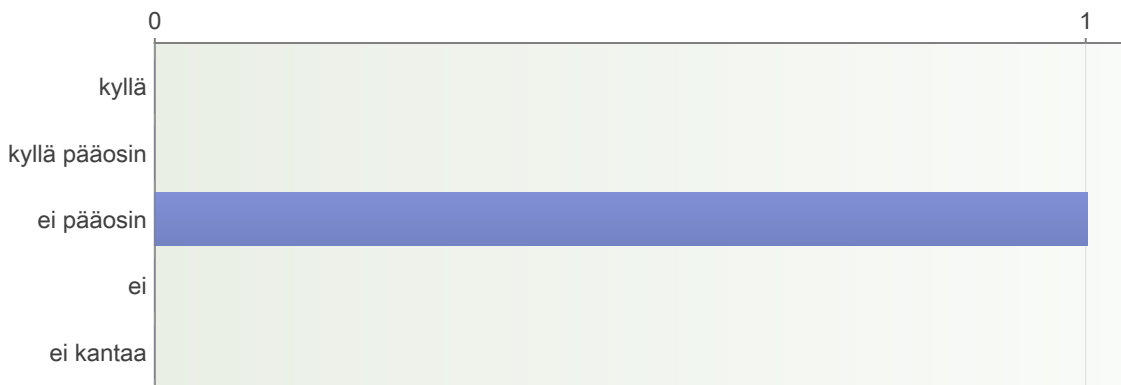 0 1
kyllä
kyllä pääosin
ei pääosin
ei
ei kantaa